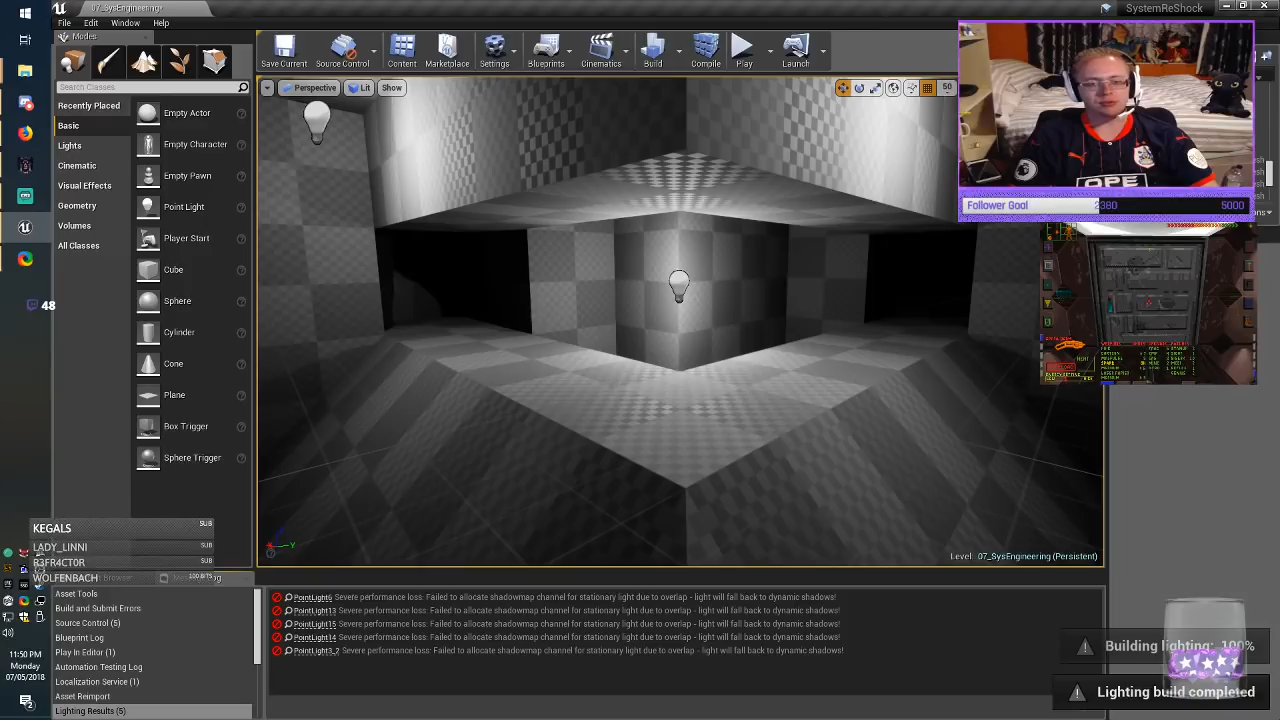 07_SysEngineering*
SystemReShock
File Window Help
Modes
Search Classes
Recently Placed
Basic
Lights
Cinematic
Visual Effects
Geometry
Volumes
All Classes
Empty Actor
Empty Character
Empty Pawn
Point Light
Player Start
Cube
Sphere
Cylinder
Cone
Plane
Box Trigger
Sphere Trigger
Save Current
Source Control
Content
Marketplace
Settings
Blueprints
Cinematics
Build
Compile
Play
Launch
Perspective
Lit
Show
50
OPE
Follower Goal 2380 5000
48
Level: 07_SysEngineering (Persistent)
KEGALS SUB
LADY_LINNI SUB
R3FR4CT0R SUB
WOLFENBACH 100 BITS
Asset Tools
Build and Submit Errors
Source Control (5)
Blueprint Log
Play In Editor (1)
Automation Testing Log
Localization Service (1)
Asset Reimport
Lighting Results (5)
PointLight6 Severe performance loss: Failed to allocate shadowmap channel for stationary light due to overlap - light will fall back to dynamic shadows!
PointLight13 Severe performance loss: Failed to allocate shadowmap channel for stationary light due to overlap - light will fall back to dynamic shadows!
PointLight15 Severe performance loss: Failed to allocate shadowmap channel for stationary light due to overlap - light will fall back to dynamic shadows!
PointLight14 Severe performance loss: Failed to allocate shadowmap channel for stationary light due to overlap - light will fall back to dynamic shadows!
PointLight3_2 Severe performance loss: Failed to allocate shadowmap channel for stationary light due to overlap - light will fall back to dynamic shadows!
Building lighting: 100%
Lighting build completed
11:50 PM
Monday
07/05/2018